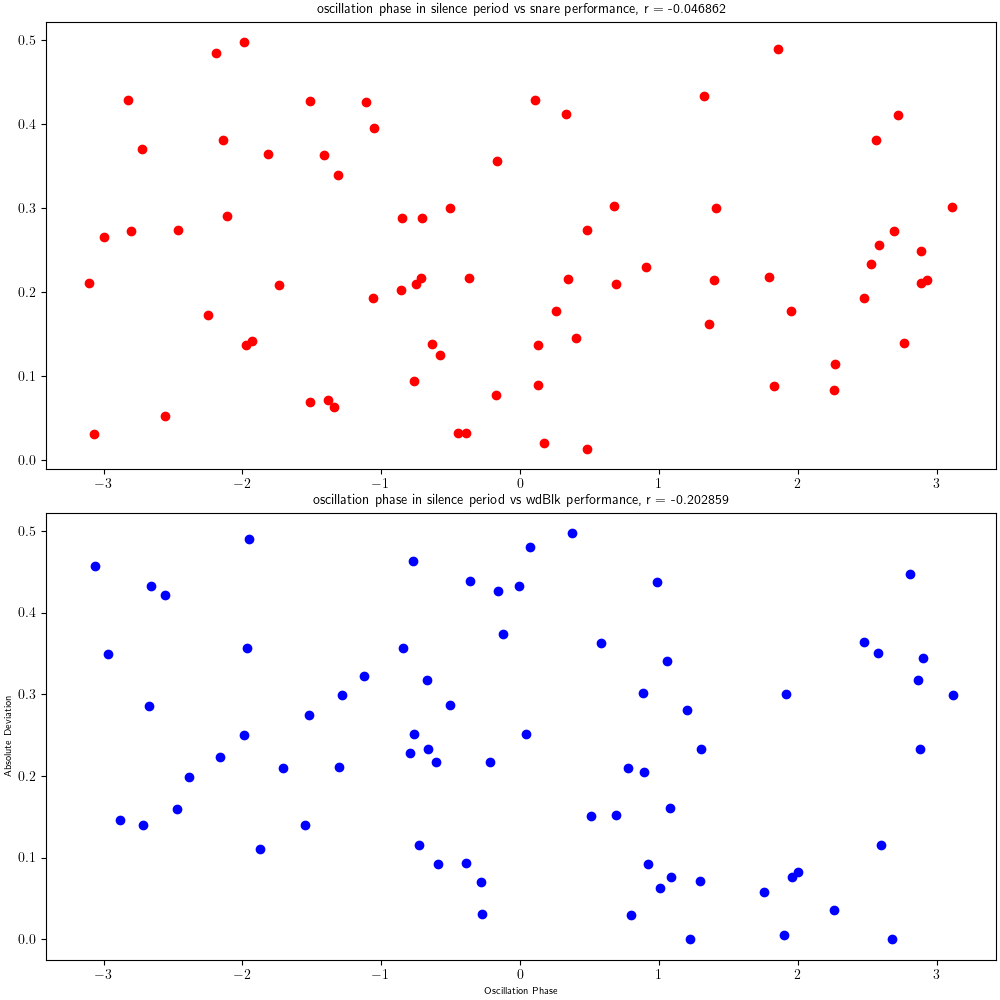 oscillation phase in silence period vs snare performance, r = -0.046862
0.5
0.4
0.3
0.2
0.1
0.0
−3 −2 −1 0 1 2 3
oscillation phase in silence period vs wdBlk performance, r = -0.202859
0.5
0.4
0.3
0.2
0.1
0.0
Absolute Deviation
−3 −2 −1 0 1 2 3
Oscillation Phase